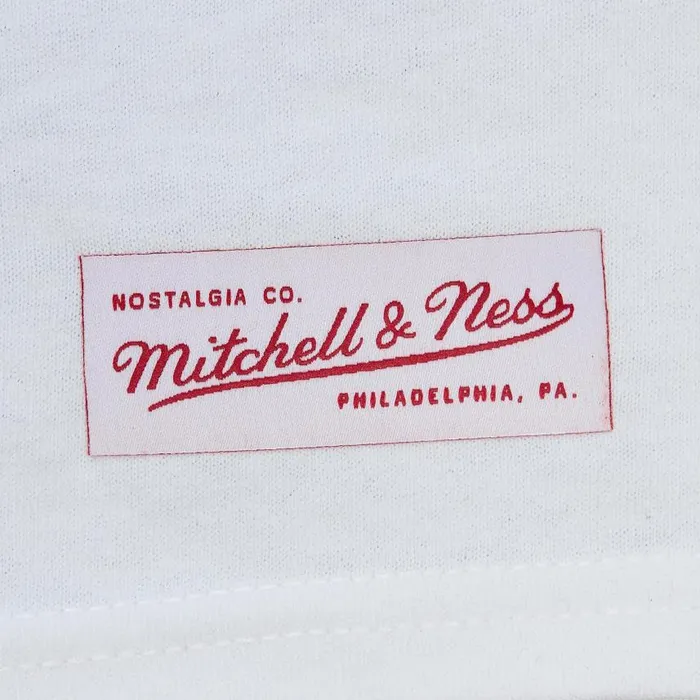 NOSTALGIA CO.
Mitchell & Ness
PHILADELPHIA, PA.